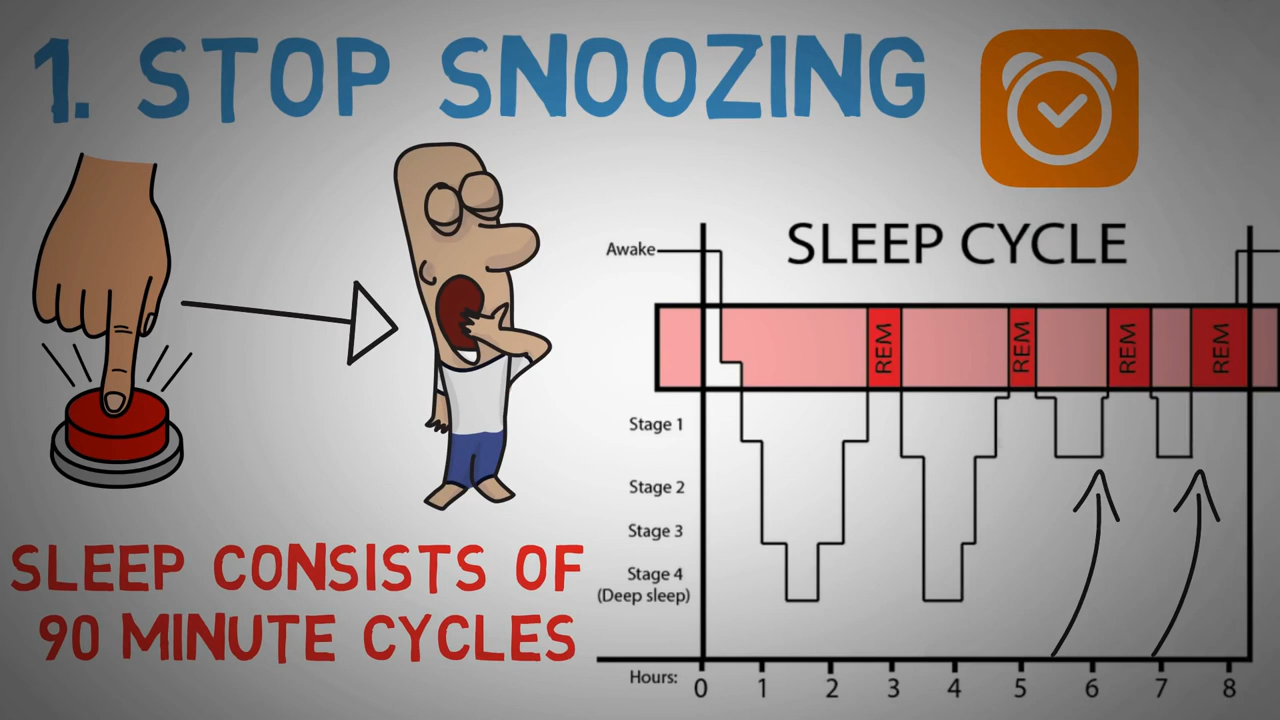 1. STOP SNOOZING
SLEEP CYCLE
Awake
REM
REM
REM
REM
Stage 1
Stage 2
Stage 3
Stage 4
(Deep sleep)
SLEEP CONSISTS OF
90 MINUTE CYCLES
Hours: 0 1 2 3 4 5 6 7 8